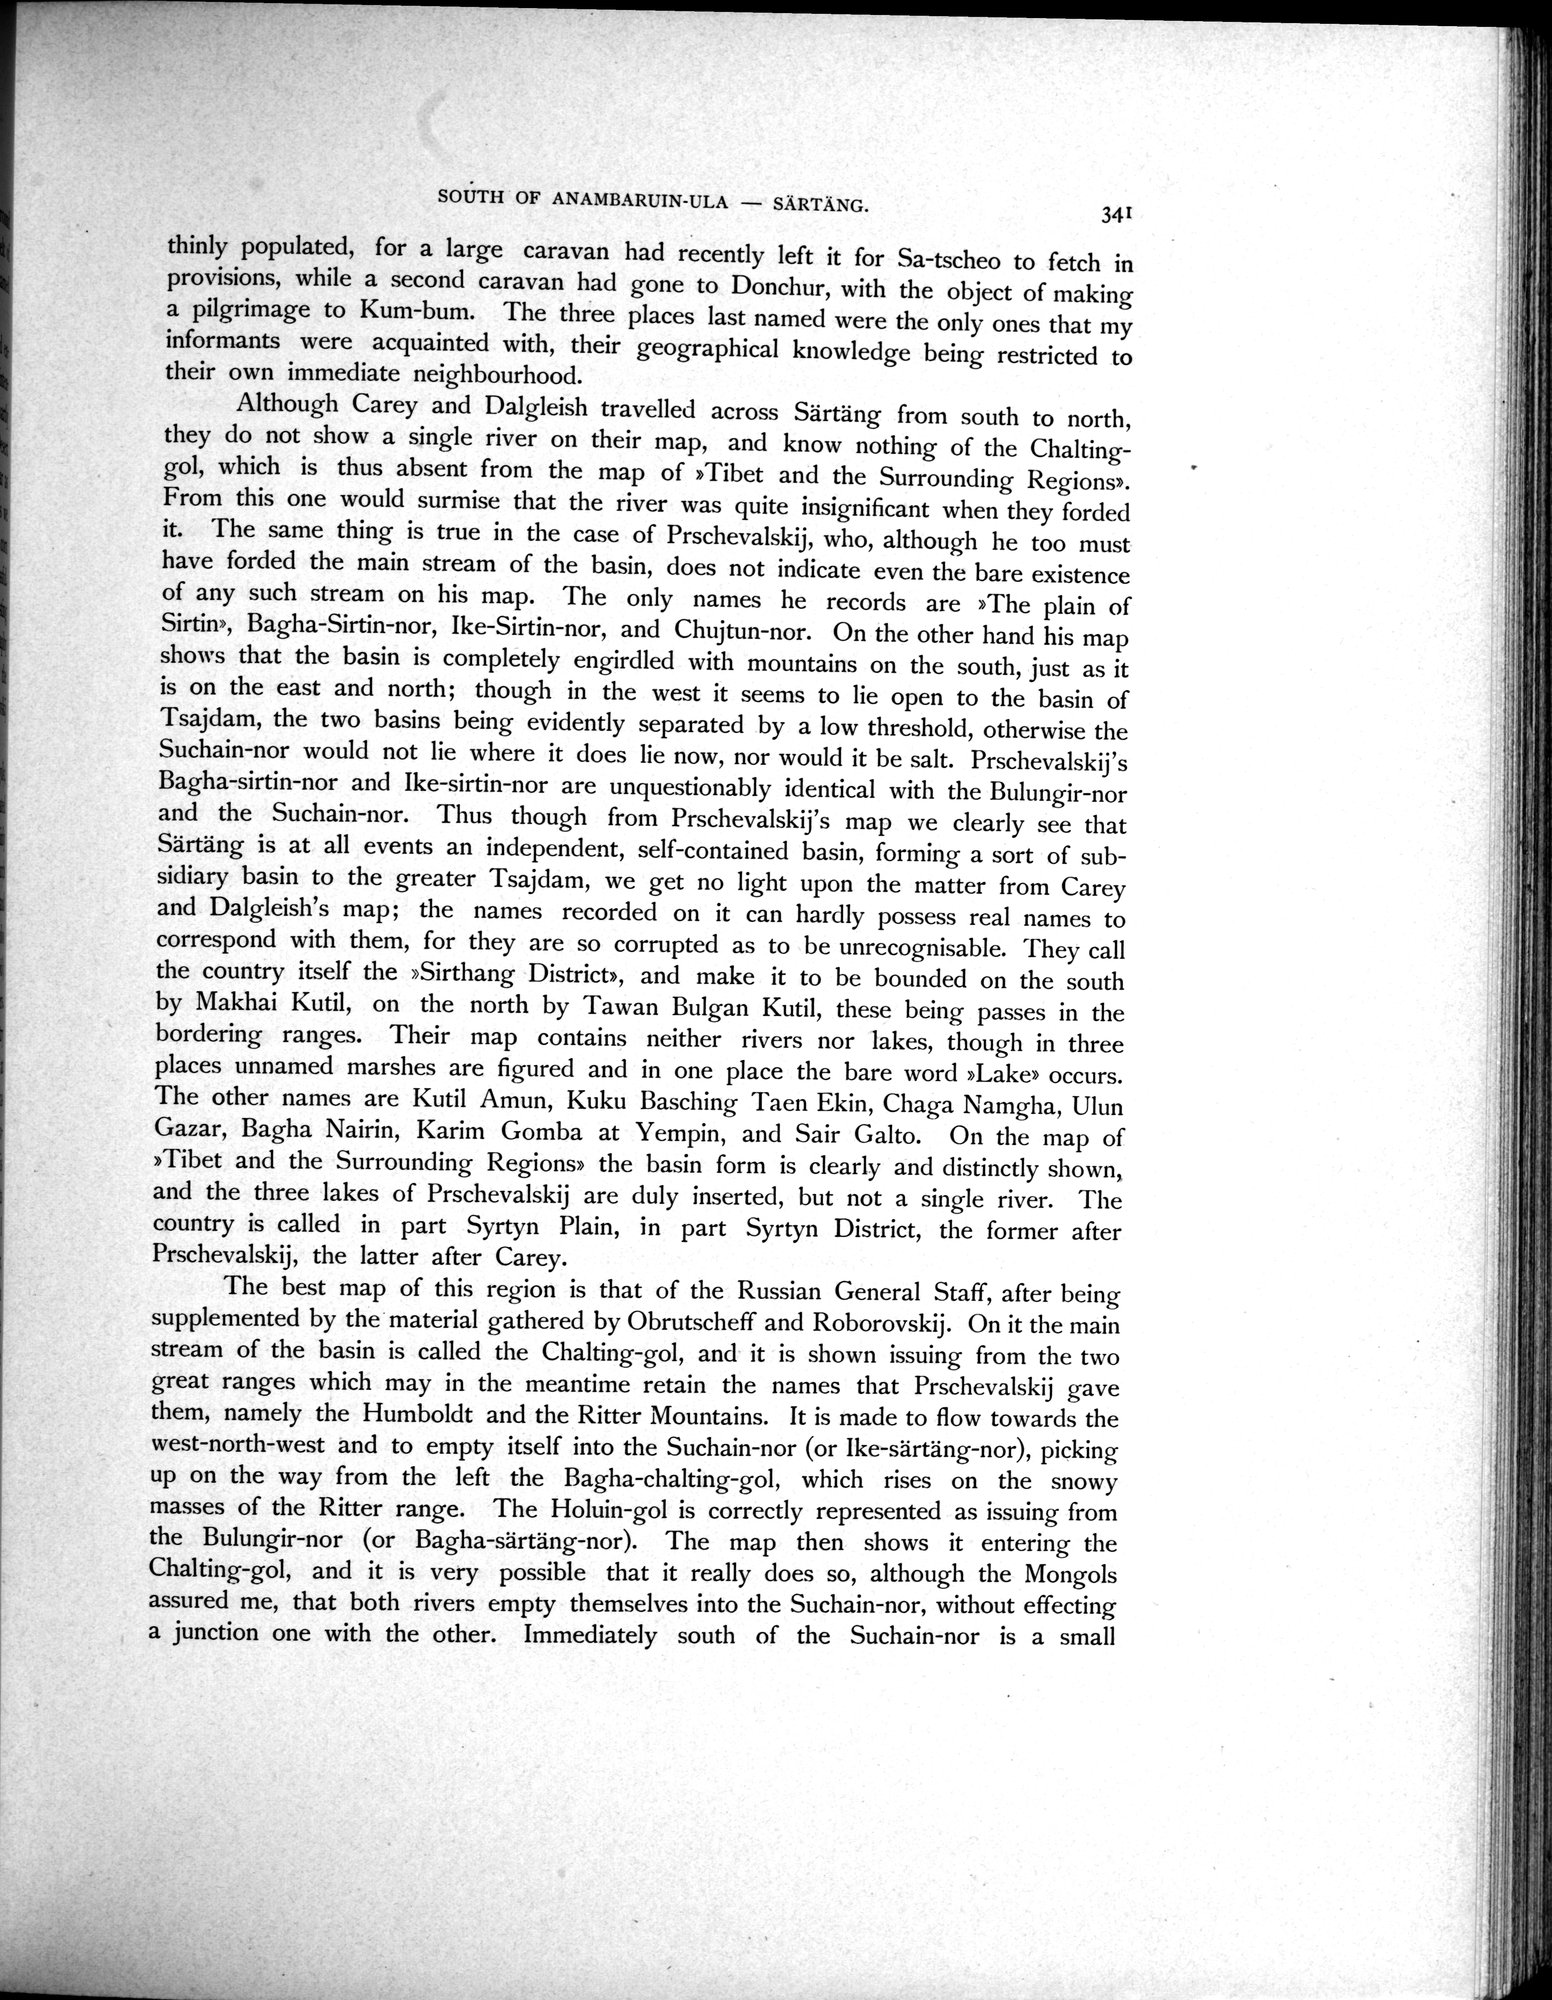 SOUTH OF ANAMBARUIN-ULA — SÄRTÄNG.
341
thinly populated, for a large caravan had recently left it for Sa-tscheo to fetch in
provisions, while a second caravan had gone to Donchur, with the object of making
a pilgrimage to Kum-bum. The three places last named were the only ones that my
informants were acquainted with, their geographical knowledge being restricted to
their own immediate neighbourhood.
Although Carey and Dalgleish travelled across Särtäng from south to north,
they do not show a single river on their map, and know nothing of the Chalting-
gol, which is thus absent from the map of »Tibet and the Surrounding Regions».
From this one would surmise that the river was quite insignificant when they forded
it. The same thing is true in the case of Prschevalskij, who, although he too must
have forded the main stream of the basin, does not indicate even the bare existence
of any such stream on his map. The only names he records are »The plain of
Sirtin», Bagha-Sirtin-nor, Ike-Sirtin-nor, and Chujtun-nor. On the other hand his map
shows that the basin is completely engirdled with mountains on the south, just as it
is on the east and north; though in the west it seems to lie open to the basin of
Tsajdam, the two basins being evidently separated by a low threshold, otherwise the
Suchain-nor would not lie where it does lie now, nor would it be salt. Prschevalskij's
Bagha-sirtin-nor and Ike-sirtin-nor are unquestionably identical with the Bulungir-nor
and the Suchain-nor. Thus though from Prschevalskij's map we clearly see that
Särtäng is at all events an independent, self-contained basin, forming a sort of sub-
sidiary basin to the greater Tsajdam, we get no light upon the matter from Carey
and Dalgleish's map; the names recorded on it can hardly possess real names to
correspond with them, for they are so corrupted as to be unrecognisable. They call
the country itself the »Sirthang District», and make it to be bounded on the south
by Makhai Kutil, on the north by Tawan Bulgan Kutil, these being passes in the
bordering ranges. Their map contains neither rivers nor lakes, though in three
places unnamed marshes are figured and in one place the bare word »Lake» occurs.
The other names are Kutil Amun, Kuku Basching Taen Ekin, Chaga Namgha, Ulun
Gazar, Bagha Nairin, Karim Gomba at Yempin, and Sair Galto. On the map of
»Tibet and the Surrounding Regions» the basin form is clearly and distinctly shown,
and the three lakes of Prschevalskij are duly inserted, but not a single river. The
country is called in part Syrtyn Plain, in part Syrtyn District, the former after
Prschevalskij, the latter after Carey.
The best map of this region is that of the Russian General Staff, after being
supplemented by the material gathered by Obrutscheff and Roborovskij. On it the main
stream of the basin is called the Chalting-gol, and it is shown issuing from the two
great ranges which may in the meantime retain the names that Prschevalskij gave
them, namely the Humboldt and the Ritter Mountains. It is made to flow towards the
west-north-west and to empty itself into the Suchain-nor (or Ike-särtäng-nor), picking
up on the way from the left the Bagha-chalting-gol, which rises on the snowy
masses of the Ritter range. The Holuin-gol is correctly represented as issuing from
the Bulungir-nor (or Bagha-särtäng-nor). The map then shows it entering the
Chalting-gol, and it is very possible that it really does so, although the Mongols
assured me, that both rivers empty themselves into the Suchain-nor, without effecting
a junction one with the other. Immediately south of the Suchain-nor is a small